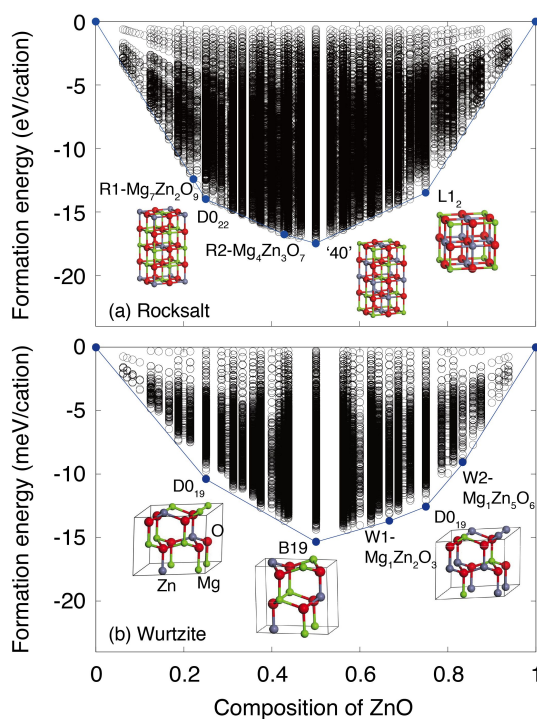 0
-5
-10
-15
-20
Formation energy (eV/cation)
R1-Mg₇Zn₂O₉
D0₂₂
R2-Mg₄Zn₃O₇
'40'
L1₂
(a) Rocksalt
0
-5
-10
-15
-20
Formation energy (meV/cation)
D0₁₉
O
Zn
Mg
B19
W1-
Mg₁Zn₂O₃
D0₁₉
W2-
Mg₁Zn₅O₆
(b) Wurtzite
0 0.2 0.4 0.6 0.8 1
Composition of ZnO